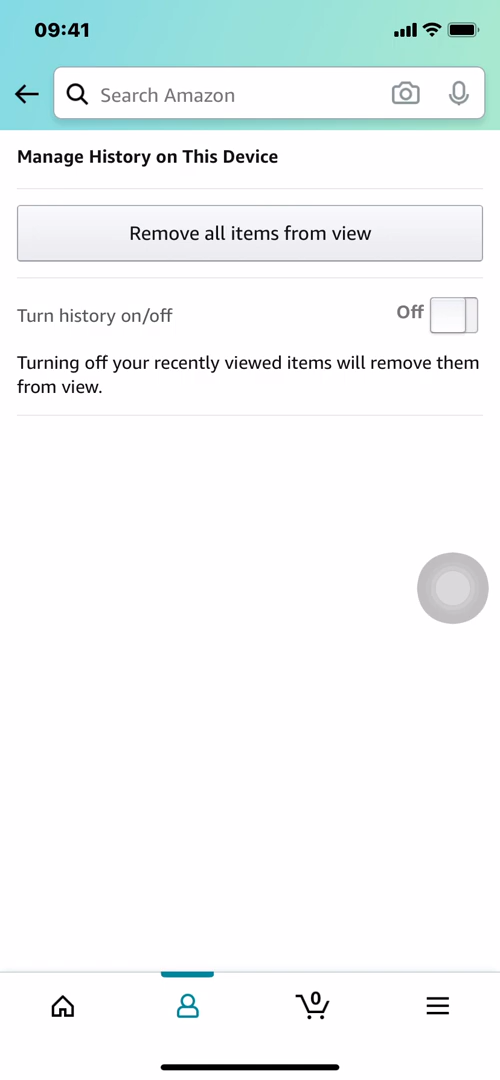 09:41
Search Amazon
Manage History on This Device
Remove all items from view
Turn history on/off
Off
Turning off your recently viewed items will remove them
from view.
0